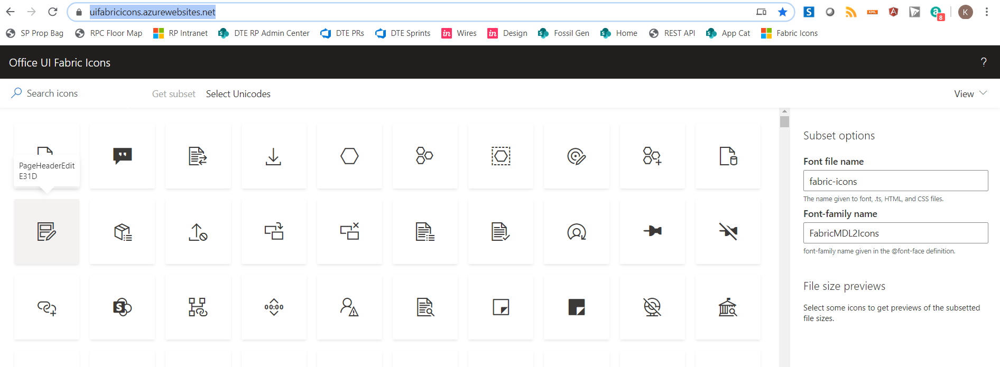 uifabricicons.azurewebsites.net
S
XML
A
a
8
K
SP Prop Bag RPC Floor Map RP Intranet S DTE RP Admin Center DTE PRs DTE Sprints in Wires in Design S Fossil Gen S Home REST API S App Cat Fabric Icons
Office UI Fabric Icons ?
Search icons Get subset Select Unicodes View
PageHeaderEdit
E31D
S
00:00
Subset options
Font file name
fabric-icons
The name given to font, .ts, HTML, and CSS files.
Font-family name
FabricMDL2Icons
font-family name given in the @font-face definition.
File size previews
Select some icons to get previews of the subsetted
file sizes.